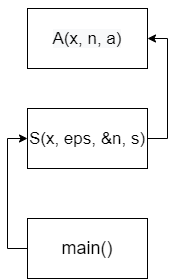 A(x, n, a)
S(x, eps, &n, s)
main()